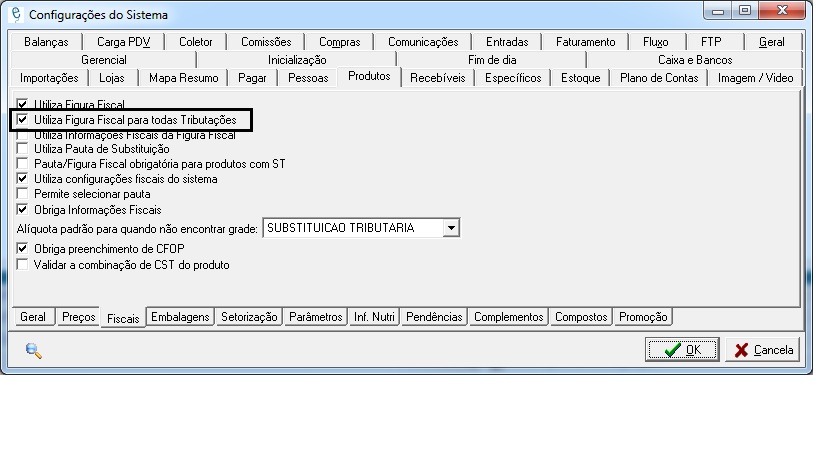 Configurações do Sistema
Balanças Carga PDV Coletor Comissões Compras Comunicações Entradas Faturamento Fluxo FTP Geral
Gerencial Inicialização Fim de dia Caixa e Bancos
Importações Lojas Mapa Resumo Pagar Pessoas Produtos Recebíveis Específicos Estoque Plano de Contas Imagem / Video
Utiliza Figura Fiscal
Utiliza Figura Fiscal para todas Tributações
Utiliza Informações Fiscais da Figura Fiscal
Utiliza Pauta de Substituição
Pauta/Figura Fiscal obrigatória para produtos com ST
Utiliza configurações fiscais do sistema
Permite selecionar pauta
Obriga Informações Fiscais
Alíquota padrão para quando não encontrar grade: SUBSTITUICAO TRIBUTARIA
Obriga preenchimento de CFOP
Validar a combinação de CST do produto
Geral Preços Fiscais Embalagens Setorização Parâmetros Inf. Nutri Pendências Complementos Compostos Promoção
OK Cancela